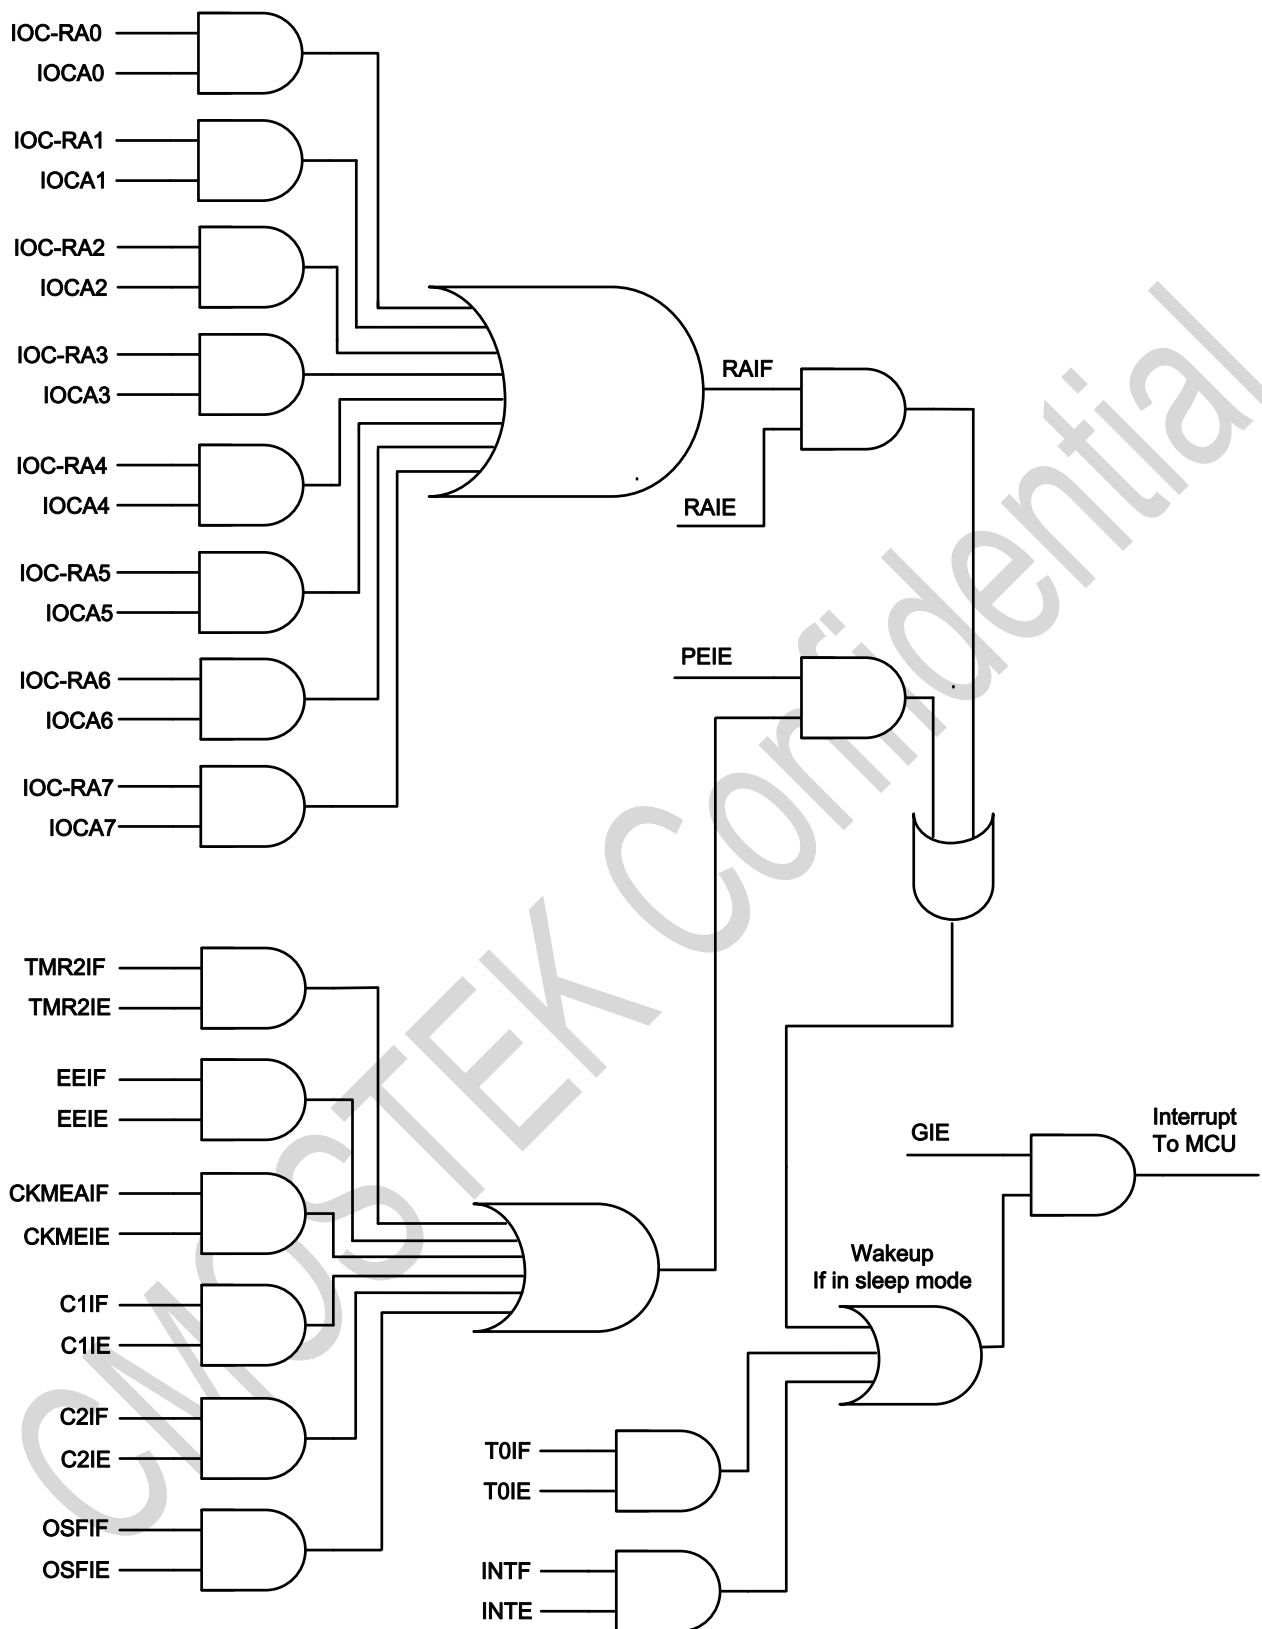 IOC-RA0
IOCA0
IOC-RA1
IOCA1
IOC-RA2
IOCA2
IOC-RA3
IOCA3
IOC-RA4
IOCA4
IOC-RA5
IOCA5
IOC-RA6
IOCA6
IOC-RA7
IOCA7
RAIF
RAIE
PEIE
TMR2IF
TMR2IE
EEIF
EEIE
CKMEAIF
CKMEIE
C1IF
C1IE
C2IF
C2IE
OSFIF
OSFIE
GIE
Interrupt
To MCU
Wakeup
If in sleep mode
T0IF
T0IE
INTF
INTE
CMOSTEK Confidential